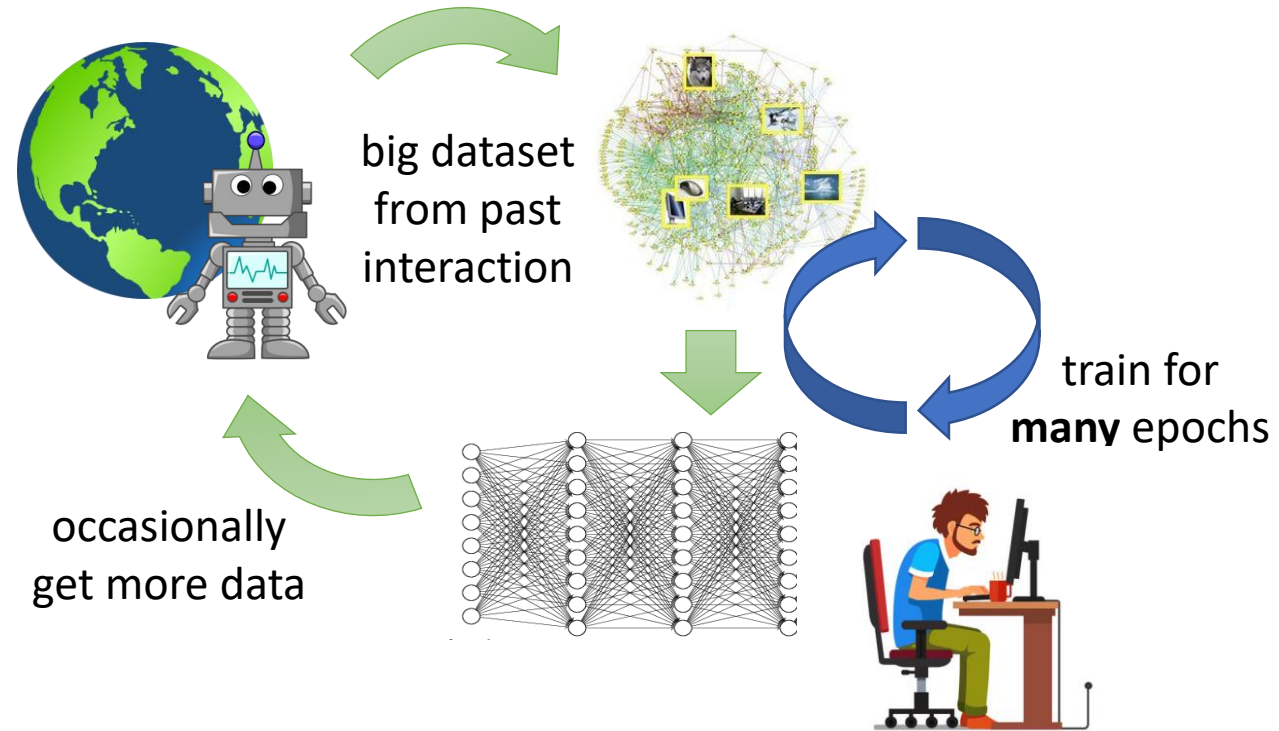 big dataset
from past
interaction
train for
many epochs
occasionally
get more data